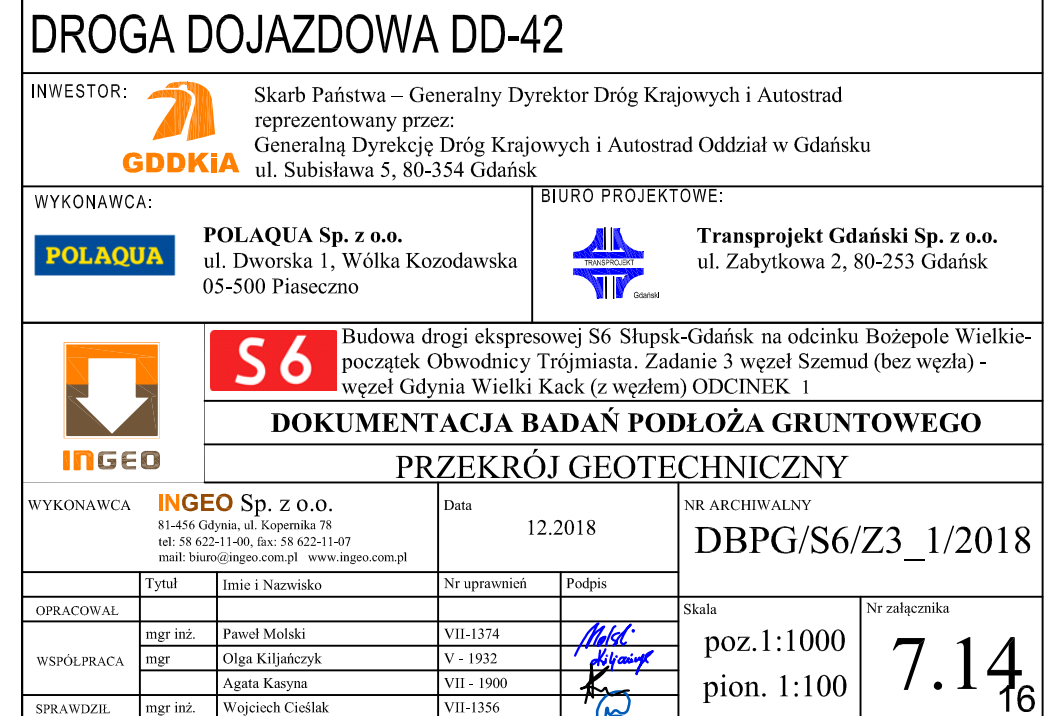 DROGA DOJAZDOWA DD-42
INWESTOR:
GDDKiA
Skarb Państwa – Generalny Dyrektor Dróg Krajowych i Autostrad
reprezentowany przez:
Generalną Dyrekcję Dróg Krajowych i Autostrad Oddział w Gdańsku
ul. Subisława 5, 80-354 Gdańsk
WYKONAWCA:
POLAQUA
POLAQUA Sp. z o.o.
ul. Dworska 1, Wólka Kozodawska
05-500 Piaseczno
BIURO PROJEKTOWE:
TRANSPROJEKT
Gdański
Transprojekt Gdański Sp. z o.o.
ul. Zabytkowa 2, 80-253 Gdańsk
INGEO
S6
Budowa drogi ekspresowej S6 Słupsk-Gdańsk na odcinku Bożepole Wielkie-
początek Obwodnicy Trójmiasta. Zadanie 3 węzeł Szemud (bez węzła) -
węzeł Gdynia Wielki Kack (z węzłem) ODCINEK 1
DOKUMENTACJA BADAŃ PODŁOŻA GRUNTOWEGO
PRZEKRÓJ GEOTECHNICZNY
WYKONAWCA
INGEO Sp. z o.o.
81-456 Gdynia, ul. Kopernika 78
tel: 58 622-11-00, fax: 58 622-11-07
mail: biuro@ingeo.com.pl www.ingeo.com.pl
Data
12.2018
NR ARCHIWALNY
DBPG/S6/Z3_1/2018
Tytuł Imie i Nazwisko Nr uprawnień Podpis
OPRACOWAŁ
WSPÓŁPRACA
mgr inż. Paweł Molski VII-1374 Molski
mgr Olga Kiljańczyk V - 1932 Kiljańczyk
Agata Kasyna VII - 1900
SPRAWDZIŁ mgr inż. Wojciech Cieślak VII-1356
Skala
poz.1:1000
pion. 1:100
Nr załącznika
7.14
16